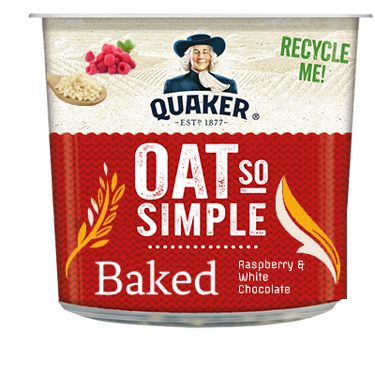 RECYCLE
ME!
QUAKER®
-ESTD 1877-
OAT SO
SIMPLE
Baked
Raspberry &
White
Chocolate